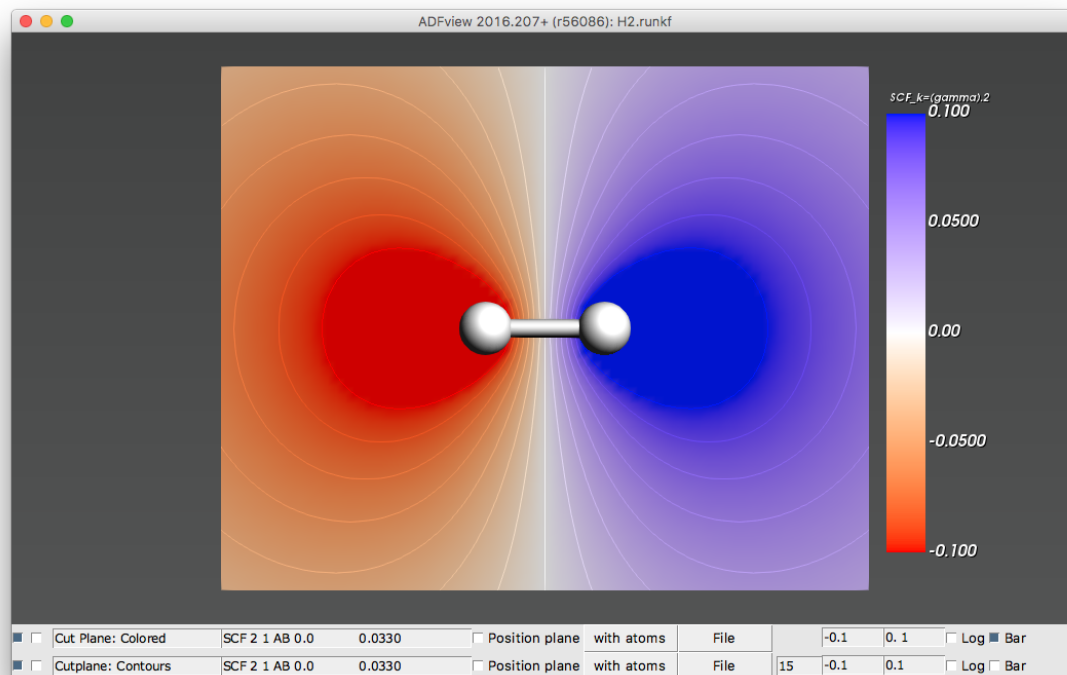 ADFview 2016.207+ (r56086): H2.runkf
SCF_k=(gamma).2
0.100
0.0500
0.00
-0.0500
-0.100
Cut Plane: Colored SCF 2 1 AB 0.0 0.0330 Position plane with atoms File -0.1 0. 1 Log Bar
Cutplane: Contours SCF 2 1 AB 0.0 0.0330 Position plane with atoms File 15 -0.1 0.1 Log Bar